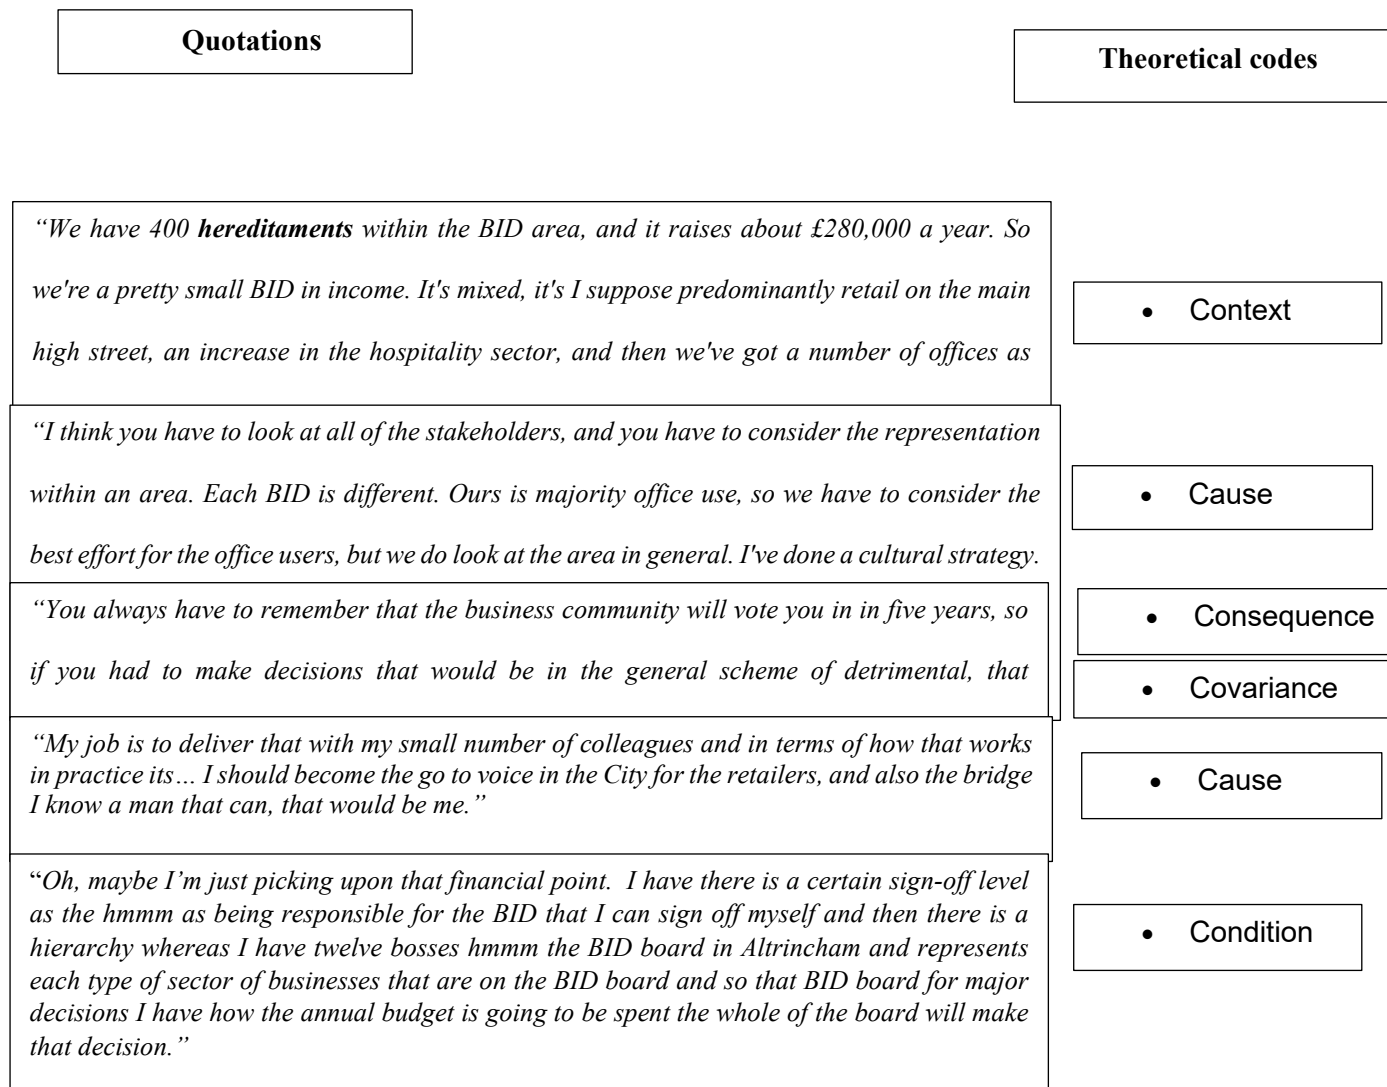 Quotations
Theoretical codes
“We have 400 hereditaments within the BID area, and it raises about £280,000 a year. So
we're a pretty small BID in income. It's mixed, it's I suppose predominantly retail on the main
high street, an increase in the hospitality sector, and then we've got a number of offices as
• Context
“I think you have to look at all of the stakeholders, and you have to consider the representation
within an area. Each BID is different. Ours is majority office use, so we have to consider the
best effort for the office users, but we do look at the area in general. I've done a cultural strategy.
• Cause
“You always have to remember that the business community will vote you in in five years, so
if you had to make decisions that would be in the general scheme of detrimental, that
• Consequence
• Covariance
“My job is to deliver that with my small number of colleagues and in terms of how that works
in practice its… I should become the go to voice in the City for the retailers, and also the bridge
I know a man that can, that would be me.”
• Cause
“Oh, maybe I’m just picking upon that financial point. I have there is a certain sign-off level
as the hmmm as being responsible for the BID that I can sign off myself and then there is a
hierarchy whereas I have twelve bosses hmmm the BID board in Altrincham and represents
each type of sector of businesses that are on the BID board and so that BID board for major
decisions I have how the annual budget is going to be spent the whole of the board will make
that decision.”
• Condition